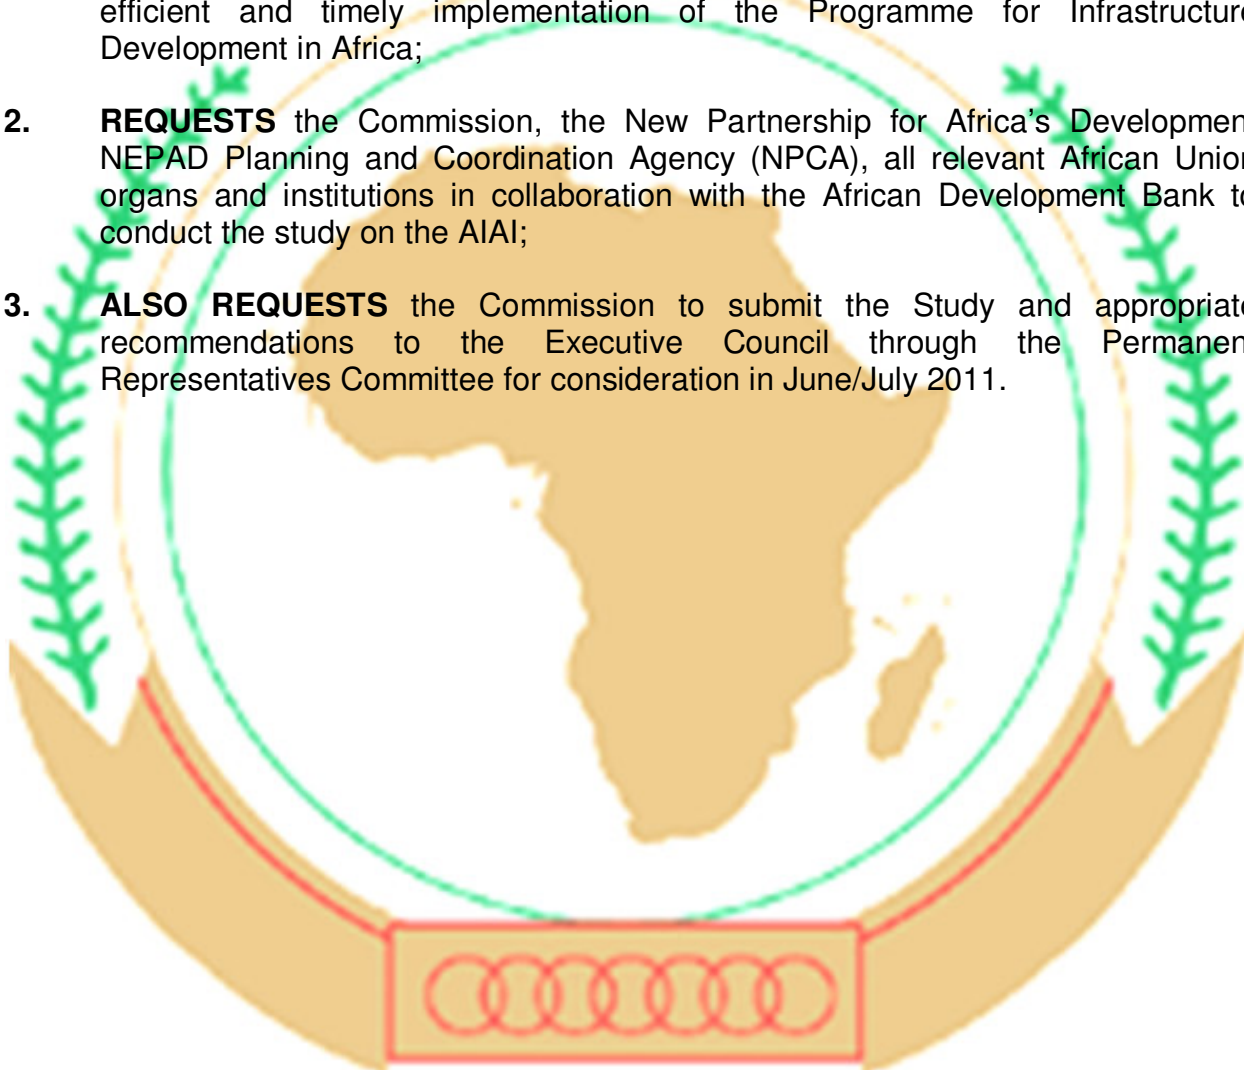 efficient and timely implementation of the Programme for Infrastructure
Development in Africa;
2. REQUESTS the Commission, the New Partnership for Africa’s Developmen
NEPAD Planning and Coordination Agency (NPCA), all relevant African Union
organs and institutions in collaboration with the African Development Bank to
conduct the study on the AIAI;
3. ALSO REQUESTS the Commission to submit the Study and appropriate
recommendations to the Executive Council through the Permanen
Representatives Committee for consideration in June/July 2011.